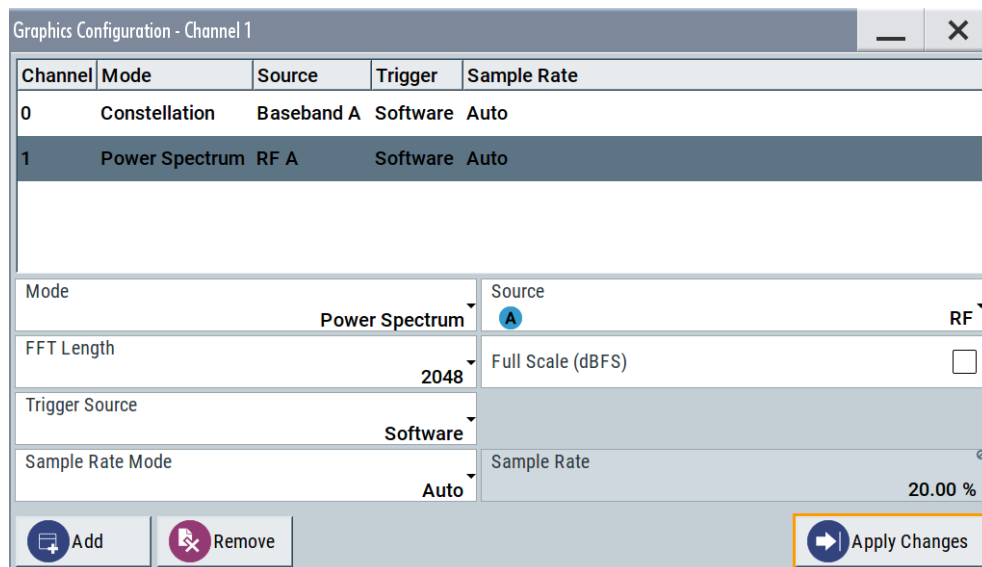 Graphics Configuration - Channel 1
Channel Mode Source Trigger Sample Rate
0 Constellation Baseband A Software Auto
1 Power Spectrum RF A Software Auto
Mode
Power Spectrum
Source
A RF
FFT Length
2048
Full Scale (dBFS)
Trigger Source
Software
Sample Rate Mode
Auto
Sample Rate
20.00 %
Add Remove Apply Changes